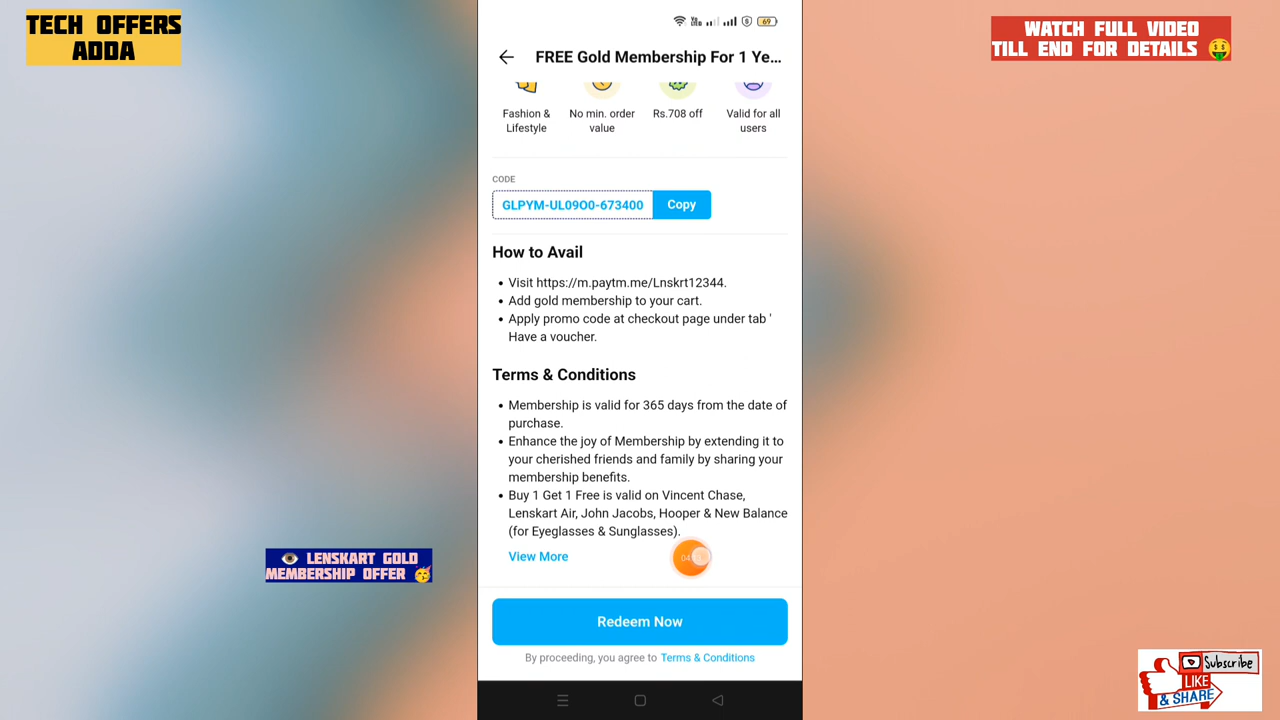 TECH OFFERS
ADDA
WATCH FULL VIDEO
TILL END FOR DETAILS
69
FREE Gold Membership For 1 Ye...
Fashion &
Lifestyle
No min. order
value
Rs.708 off
Valid for all
users
CODE
GLPYM-UL09O0-673400
Copy
How to Avail
• Visit https://m.paytm.me/Lnskrt12344.
• Add gold membership to your cart.
• Apply promo code at checkout page under tab '
Have a voucher.
Terms & Conditions
• Membership is valid for 365 days from the date of
purchase.
• Enhance the joy of Membership by extending it to
your cherished friends and family by sharing your
membership benefits.
• Buy 1 Get 1 Free is valid on Vincent Chase,
Lenskart Air, John Jacobs, Hooper & New Balance
(for Eyeglasses & Sunglasses).
View More
LENSKART GOLD
MEMBERSHIP OFFER
Redeem Now
By proceeding, you agree to Terms & Conditions
Subscribe
LIKE
& SHARE